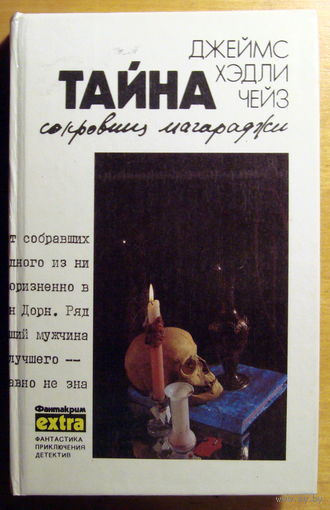 ДЖЕЙМС
ХЭДЛИ
ЧЕЙЗ
ТАЙНА
сокровищ магараджи
т собравших
дного из ни
оризненно в
н Дорн. Ряд
ший мужчина
лучшего --
авно не зна
Фантакрим
extra
ФАНТАСТИКА
ПРИКЛЮЧЕНИЯ
ДЕТЕКТИВ